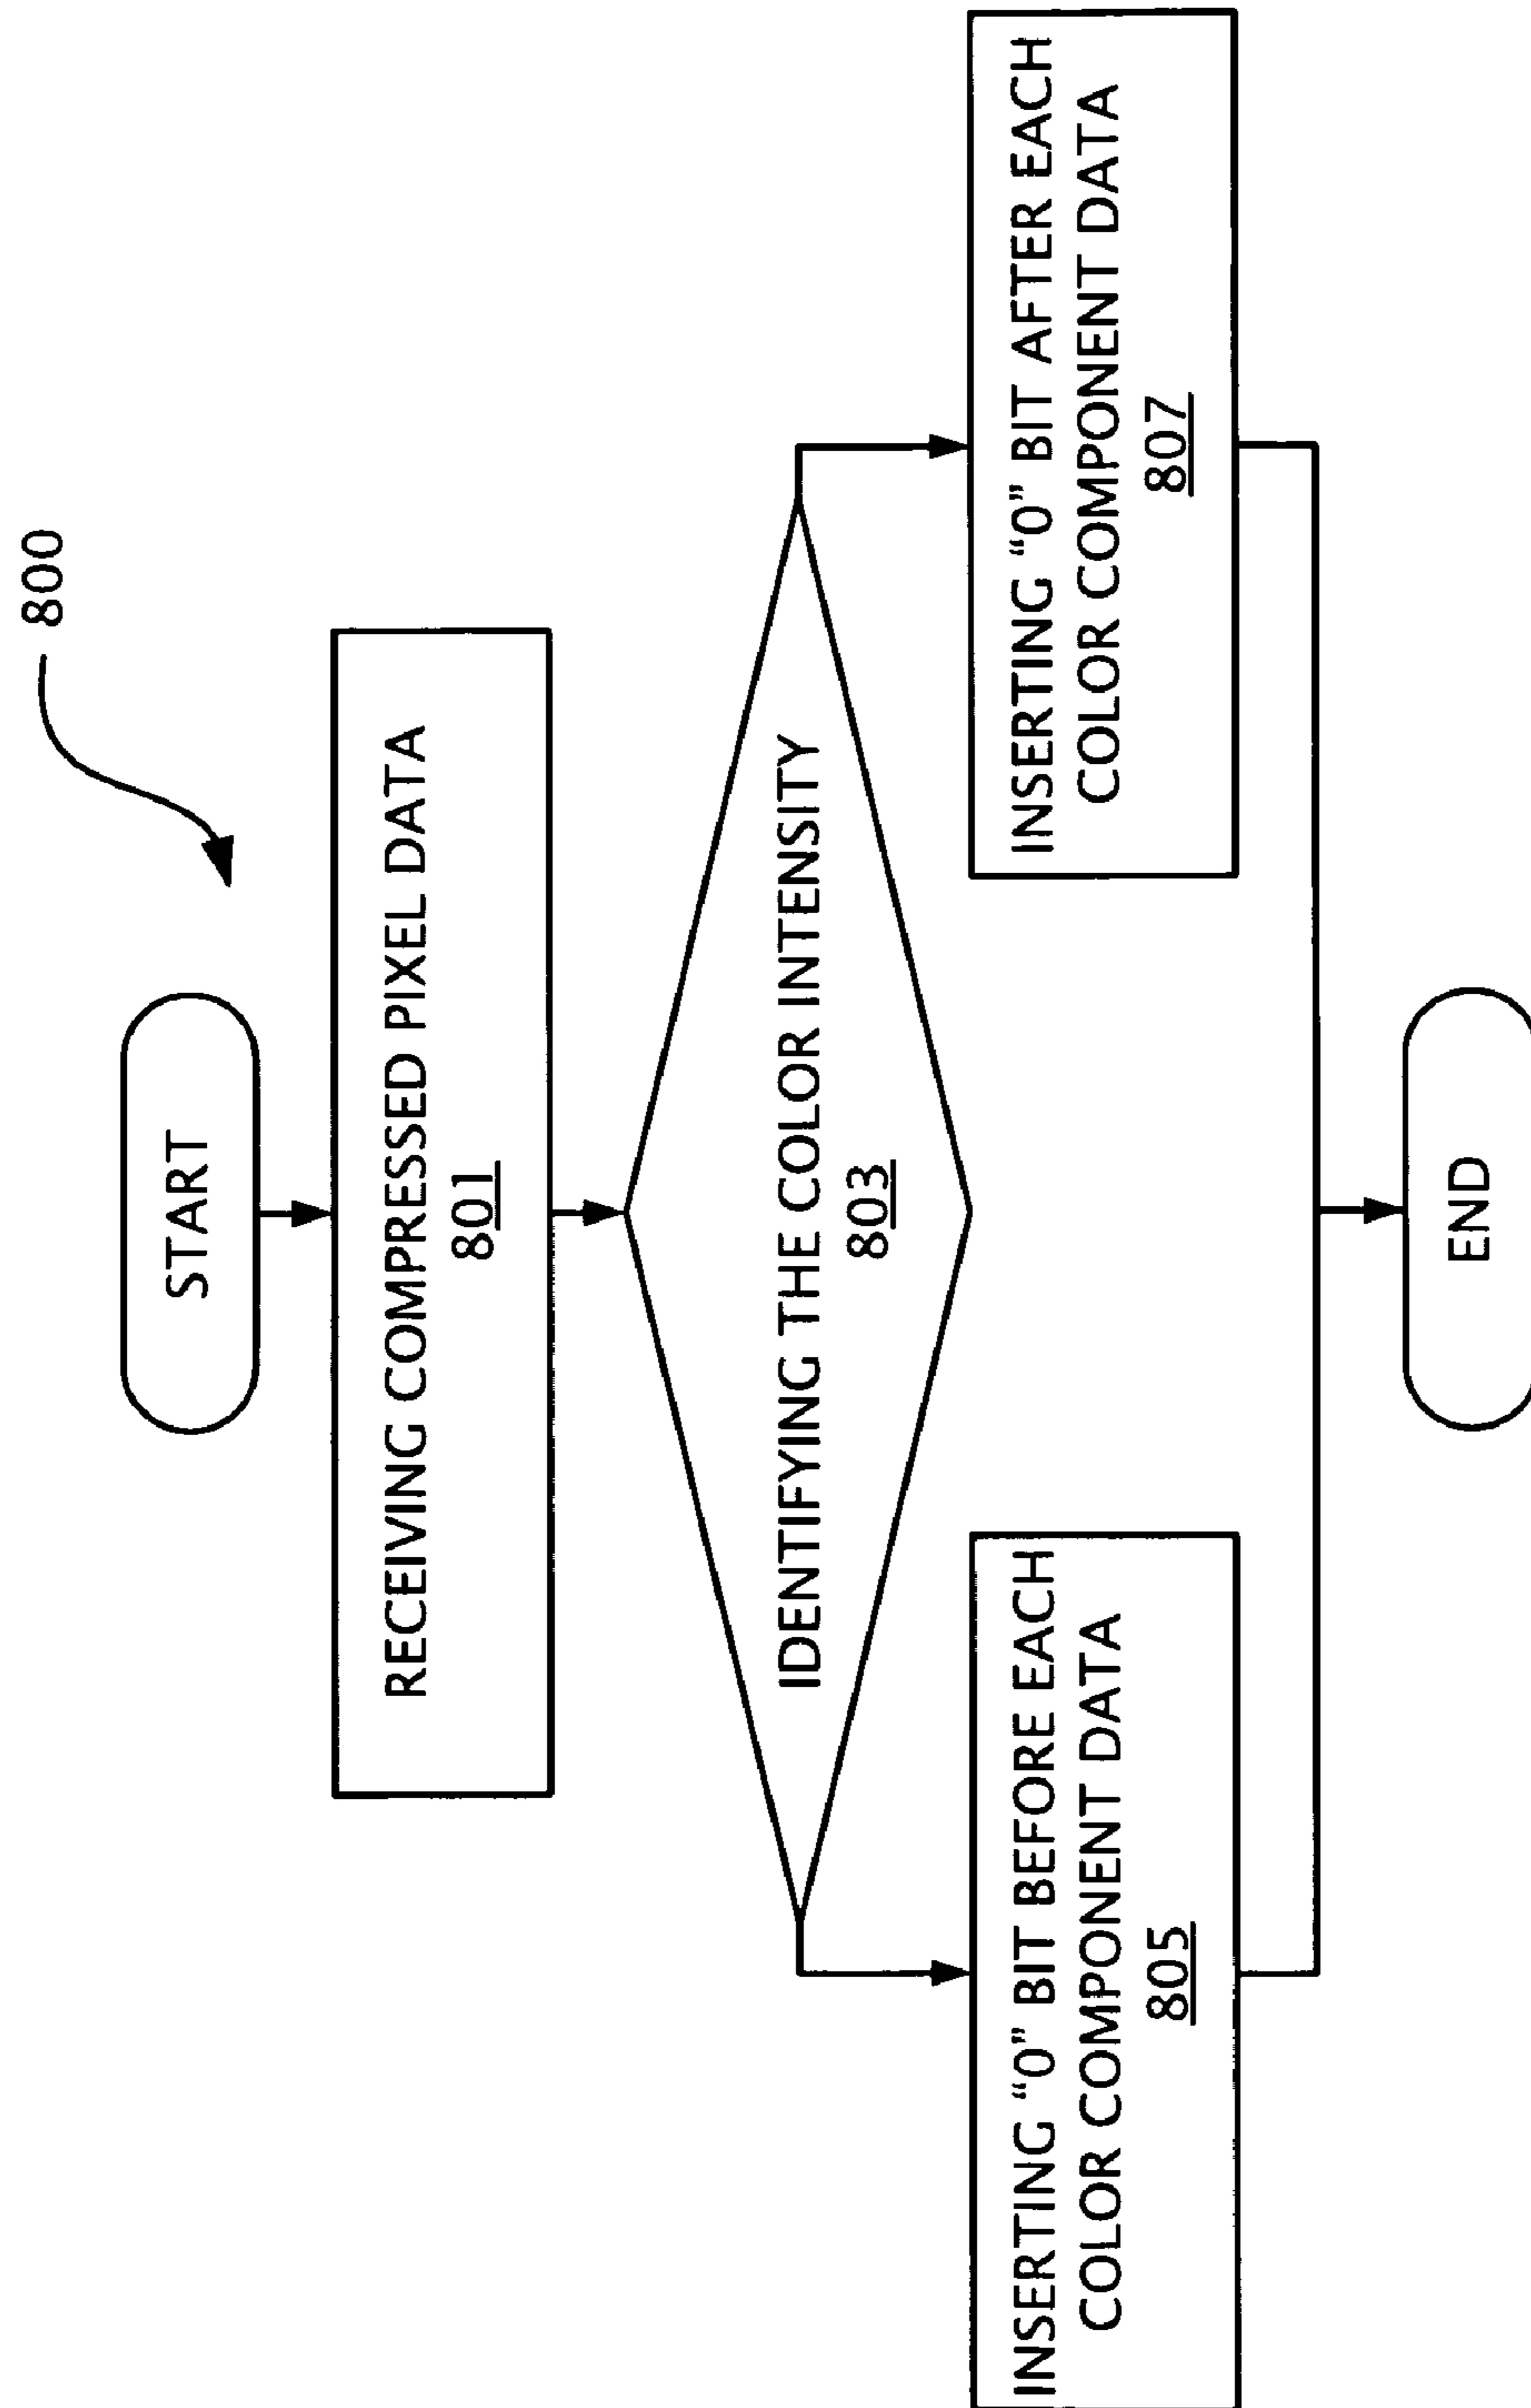 800
START
RECEIVING COMPRESSED PIXEL DATA
801
IDENTIFYING THE COLOR INTENSITY
803
INSERTING “0” BIT BEFORE EACH
COLOR COMPONENT DATA
805
INSERTING “0” BIT AFTER EACH
COLOR COMPONENT DATA
807
END